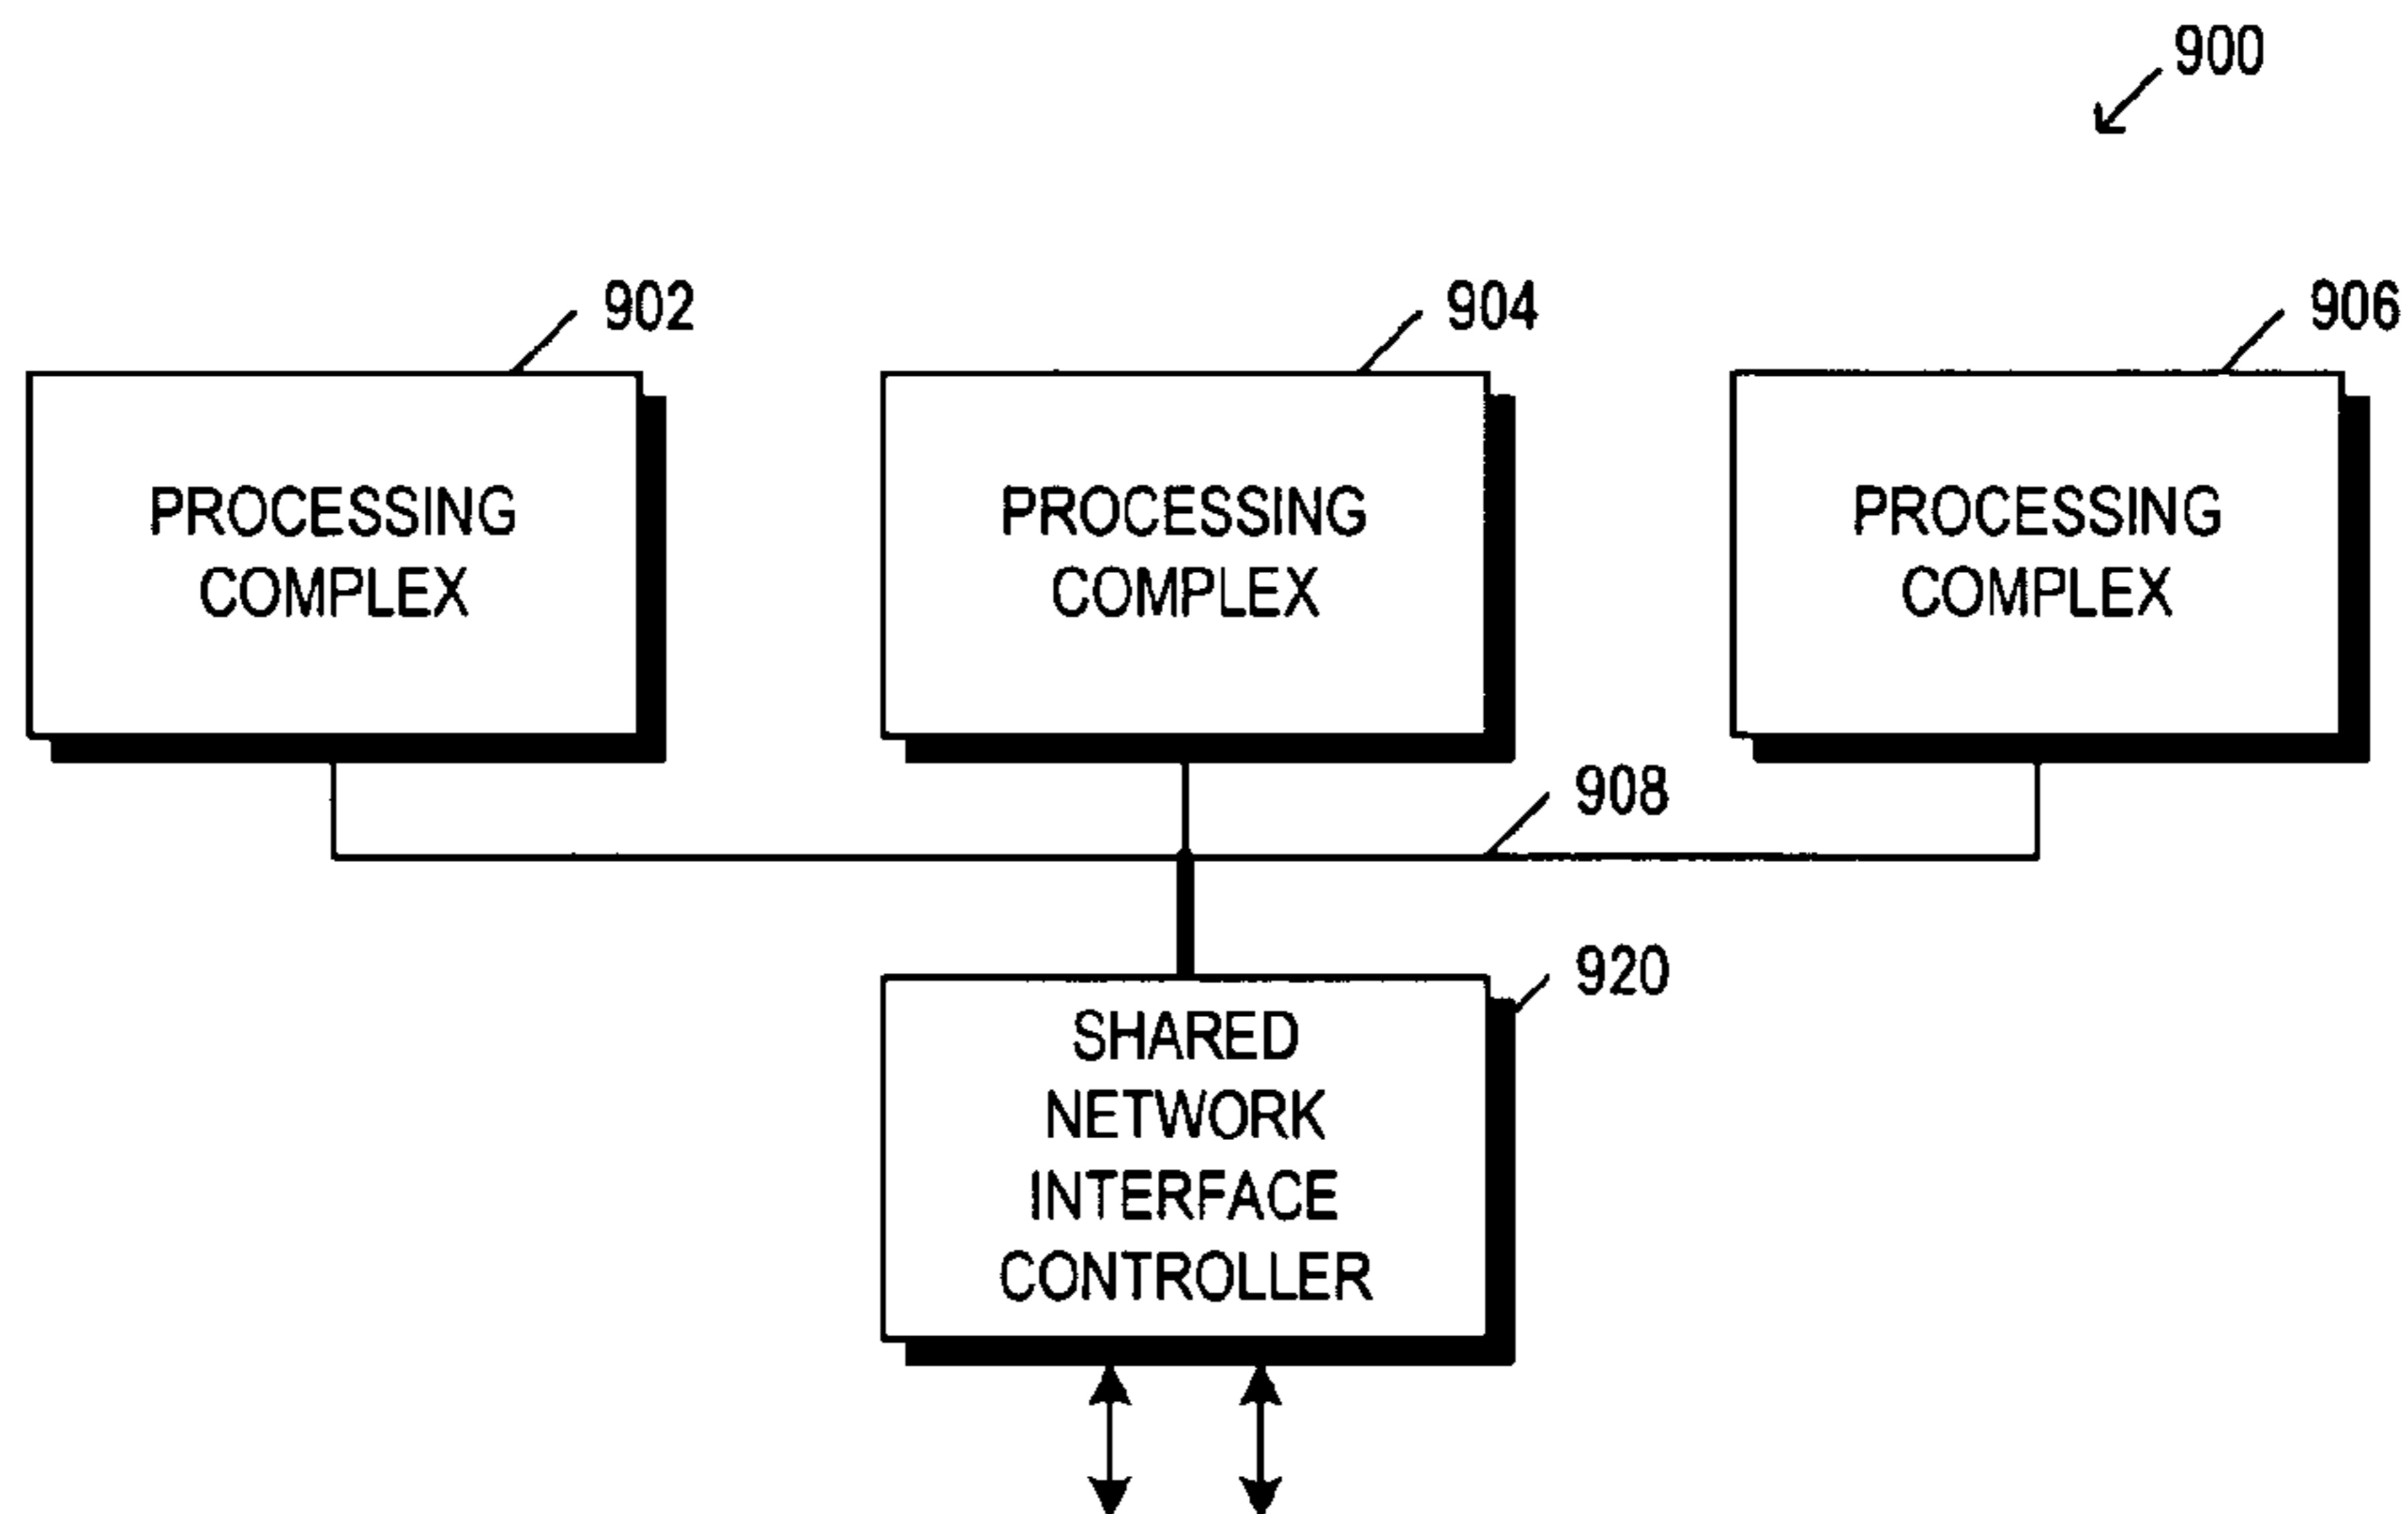 900
902
904
906
PROCESSING
COMPLEX
PROCESSING
COMPLEX
PROCESSING
COMPLEX
908
920
SHARED
NETWORK
INTERFACE
CONTROLLER